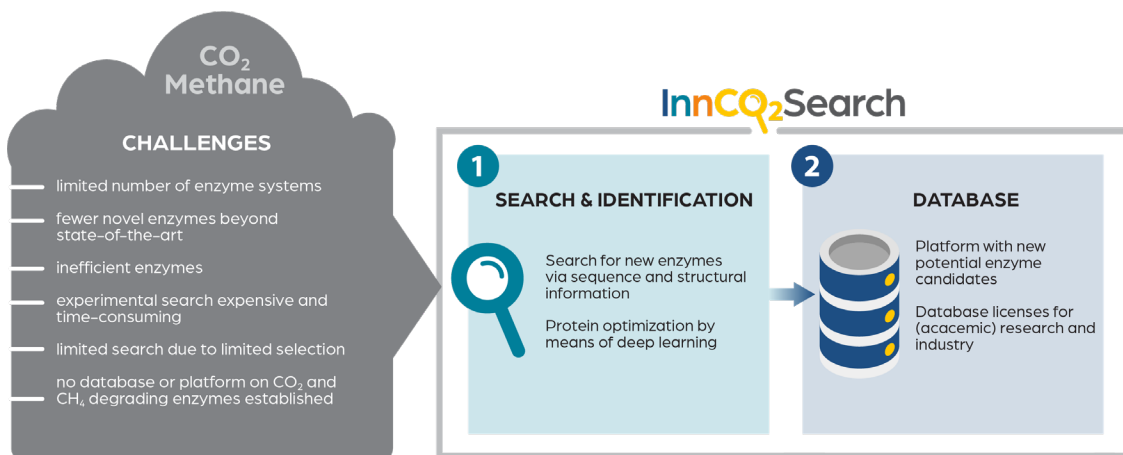 CO₂
Methane
CHALLENGES
limited number of enzyme systems
fewer novel enzymes beyond
state-of-the-art
inefficient enzymes
experimental search expensive and
time-consuming
limited search due to limited selection
no database or platform on CO₂ and
CH₄ degrading enzymes established
InnCO₂Search
1
SEARCH & IDENTIFICATION
Search for new enzymes
via sequence and structural
information
Protein optimization by
means of deep learning
2
DATABASE
Platform with new
potential enzyme
candidates
Database licenses for
(acacemic) research and
industry